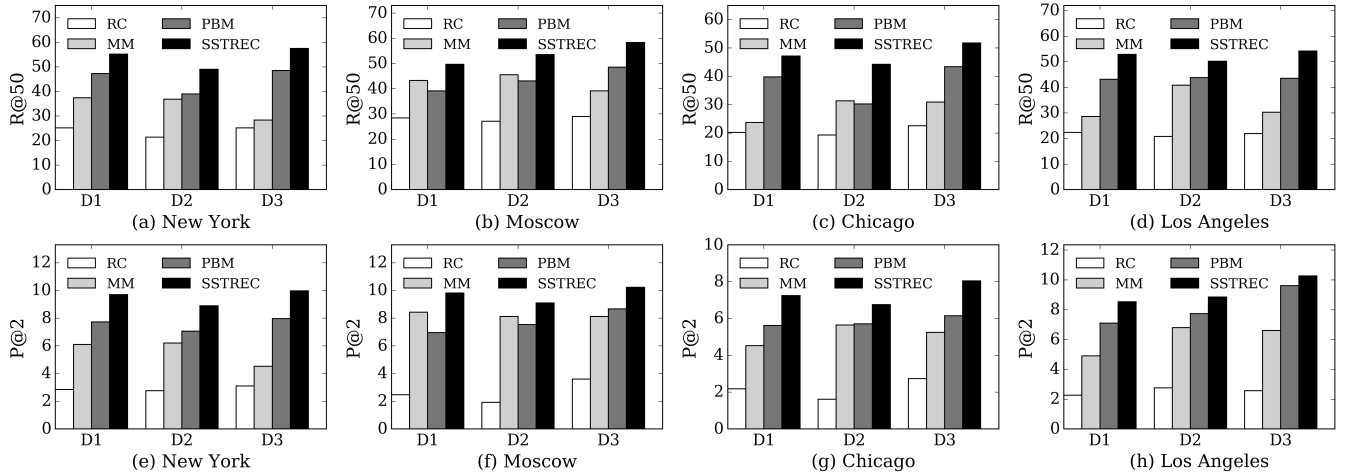 R@50
70
60
50
40
30
20
10
0
RC PBM
MM SSTREC
D1 D2 D3
(a) New York
R@50
70
60
50
40
30
20
10
0
RC PBM
MM SSTREC
D1 D2 D3
(b) Moscow
R@50
60
50
40
30
20
10
0
RC PBM
MM SSTREC
D1 D2 D3
(c) Chicago
R@50
70
60
50
40
30
20
10
0
RC PBM
MM SSTREC
D1 D2 D3
(d) Los Angeles
P@2
12
10
8
6
4
2
0
RC PBM
MM SSTREC
D1 D2 D3
(e) New York
P@2
12
10
8
6
4
2
0
RC PBM
MM SSTREC
D1 D2 D3
(f) Moscow
P@2
10
8
6
4
2
0
RC PBM
MM SSTREC
D1 D2 D3
(g) Chicago
P@2
12
10
8
6
4
2
0
RC PBM
MM SSTREC
D1 D2 D3
(h) Los Angeles